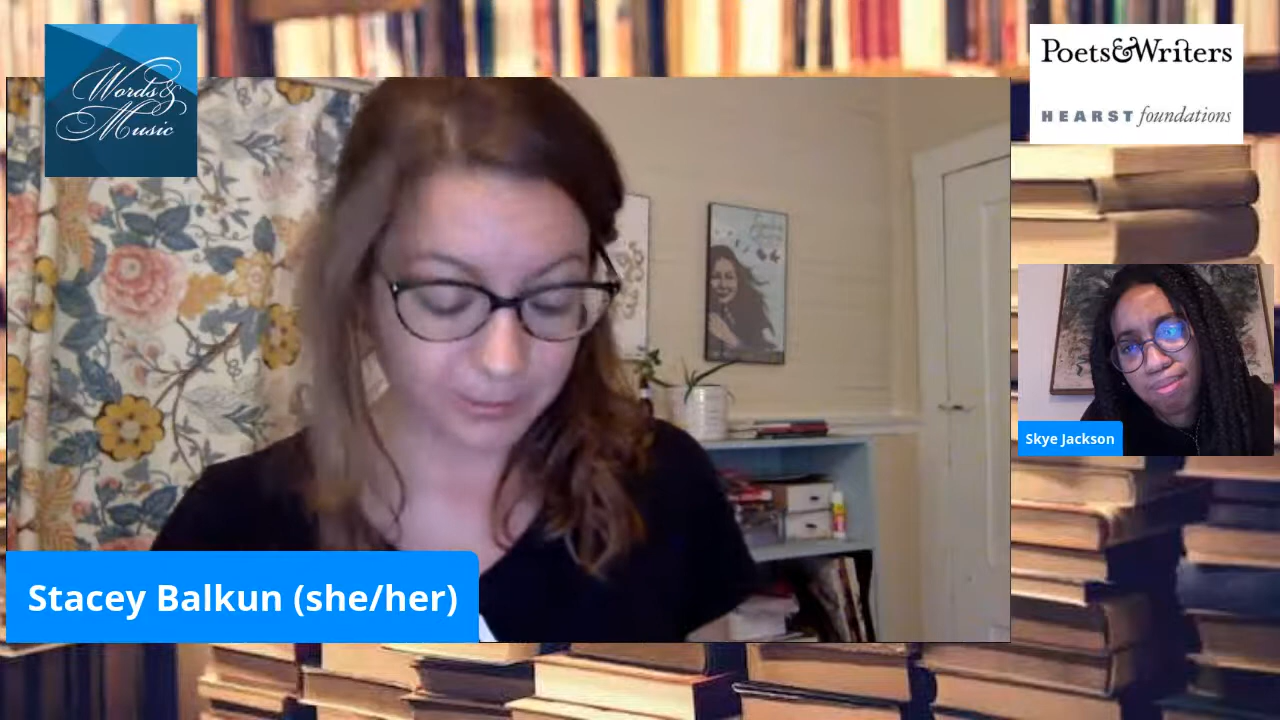 Words&
Music
Poets&Writers
HEARST foundations
Skye Jackson
Stacey Balkun (she/her)